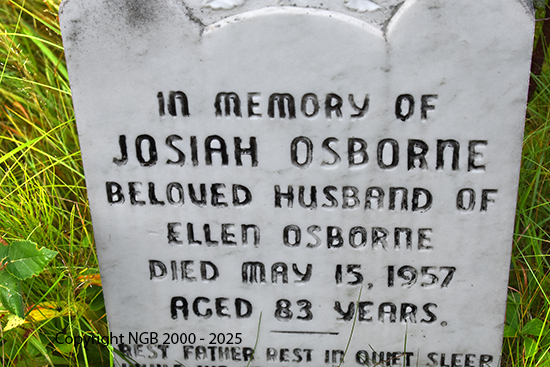 IN MEMORY OF
JOSIAH OSBORNE
BELOVED HUSBAND OF
ELLEN OSBORNE
DIED MAY 15, 1957
AGED 83 YEARS.
Copyright NGB 2000 - 2025
REST FATHER REST IN QUIET SLEEP